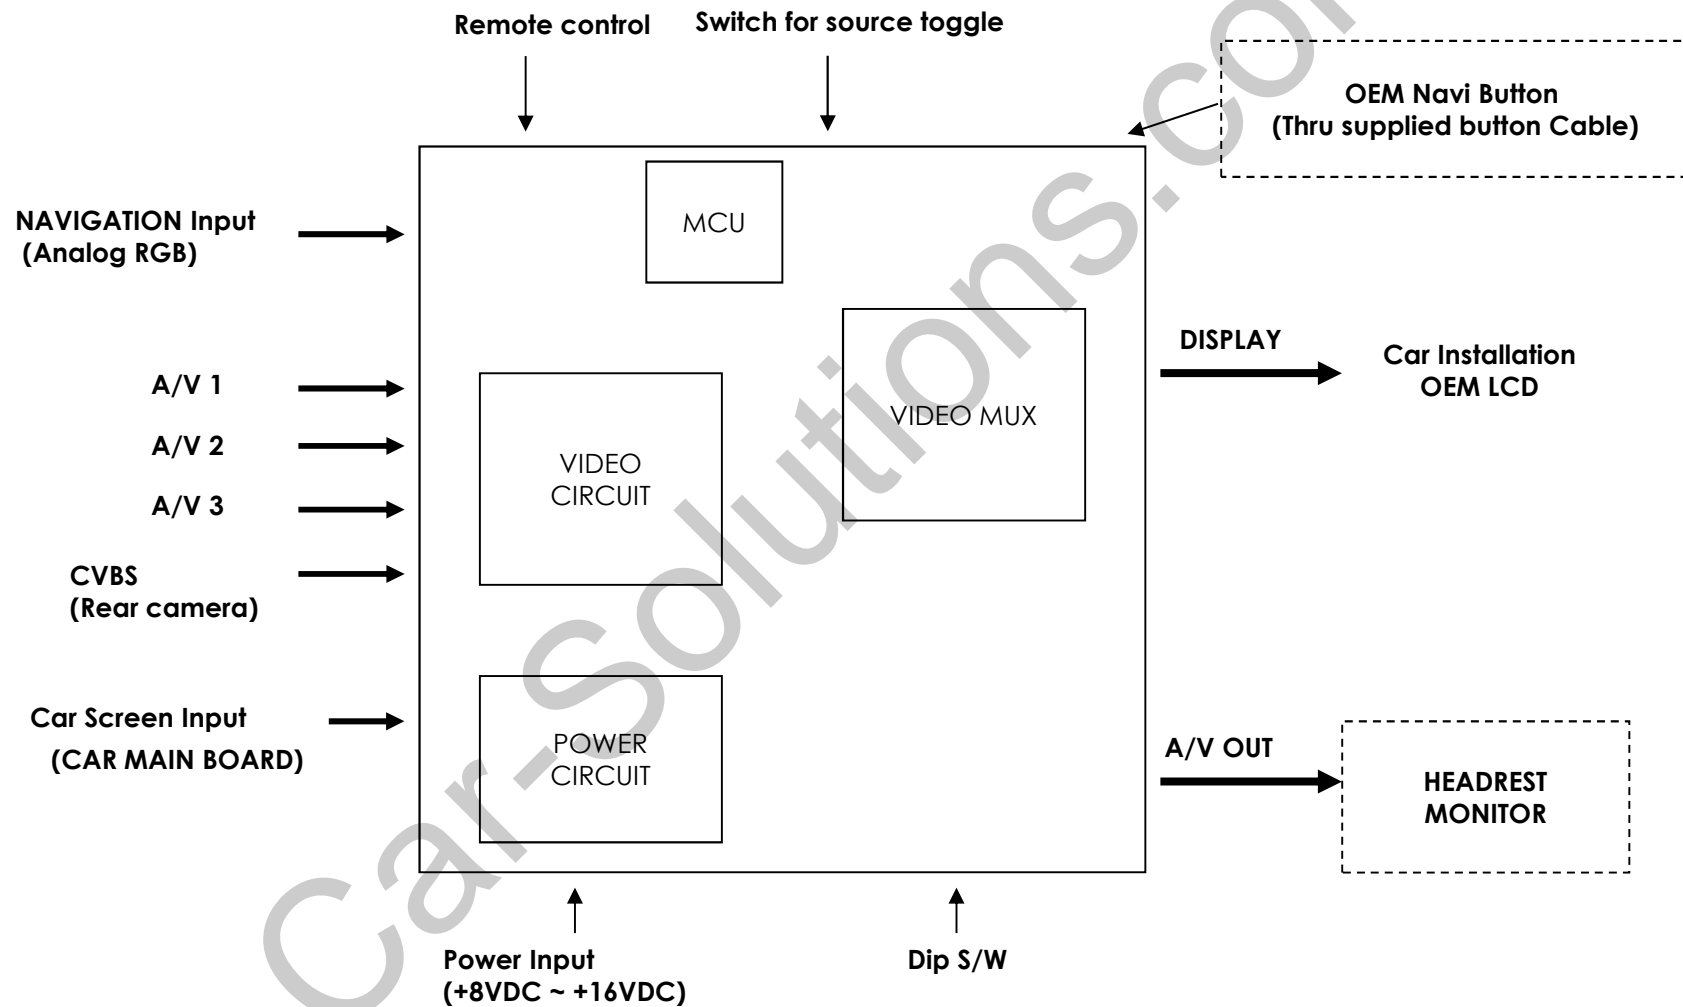 Remote control
Switch for source toggle
OEM Navi Button
(Thru supplied button Cable)
NAVIGATION Input
(Analog RGB)
MCU
A/V 1
A/V 2
A/V 3
CVBS
(Rear camera)
VIDEO
CIRCUIT
VIDEO MUX
DISPLAY
Car Installation
OEM LCD
Car Screen Input
(CAR MAIN BOARD)
POWER
CIRCUIT
A/V OUT
HEADREST
MONITOR
Power Input
(+8VDC ~ +16VDC)
Dip S/W
Car-Solutions.com